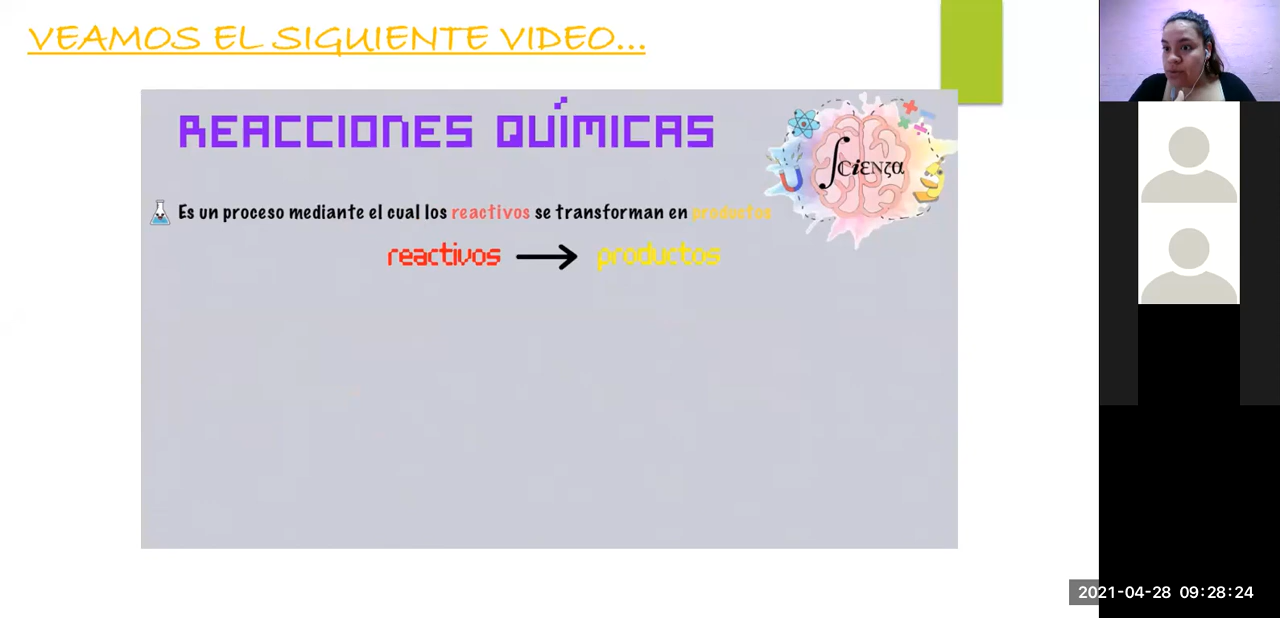 VEAMOS EL SIGUIENTE VIDEO...
REACCIONES QUÍMICAS
∫CiENζα
Es un proceso mediante el cual los reactivos se transforman en productos
reactivos → productos
2021-04-28 09:28:24